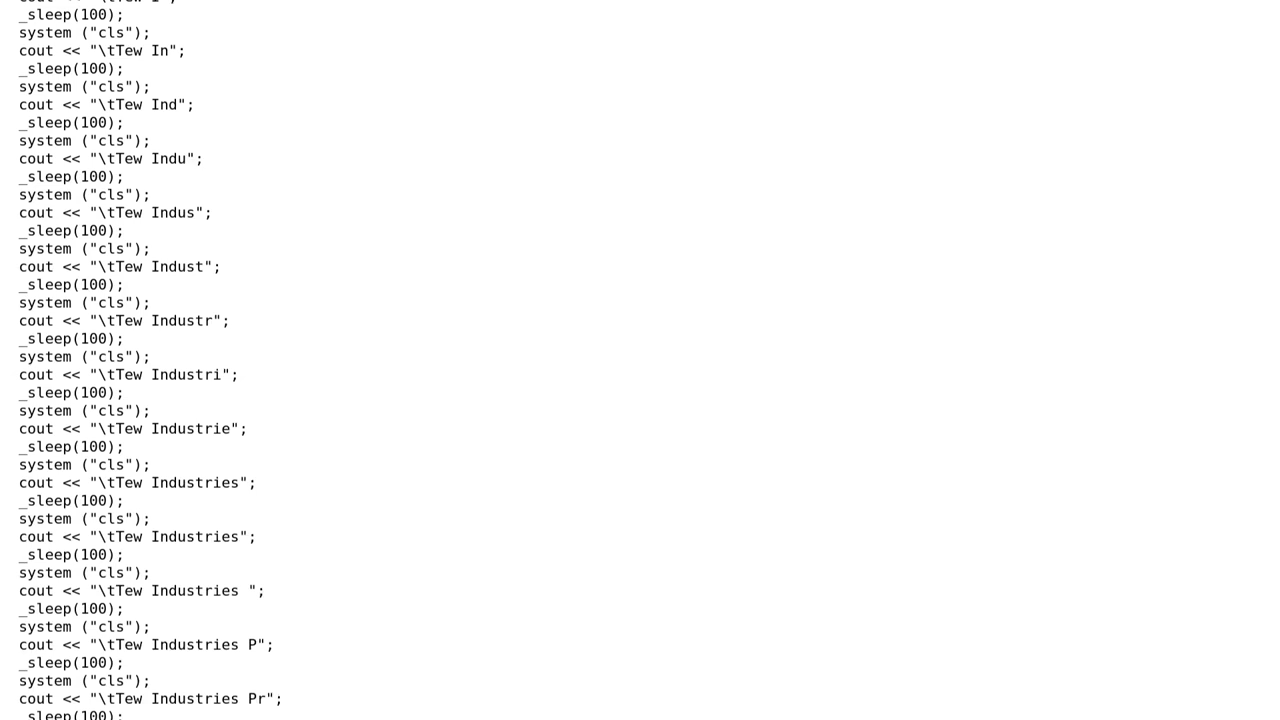 _sleep(100);
system ("cls");
cout << "\tTew In";
_sleep(100);
system ("cls");
cout << "\tTew Ind";
_sleep(100);
system ("cls");
cout << "\tTew Indu";
_sleep(100);
system ("cls");
cout << "\tTew Indus";
_sleep(100);
system ("cls");
cout << "\tTew Indust";
_sleep(100);
system ("cls");
cout << "\tTew Industr";
_sleep(100);
system ("cls");
cout << "\tTew Industri";
_sleep(100);
system ("cls");
cout << "\tTew Industrie";
_sleep(100);
system ("cls");
cout << "\tTew Industries";
_sleep(100);
system ("cls");
cout << "\tTew Industries";
_sleep(100);
system ("cls");
cout << "\tTew Industries ";
_sleep(100);
system ("cls");
cout << "\tTew Industries P";
_sleep(100);
system ("cls");
cout << "\tTew Industries Pr";
_sleep(100);